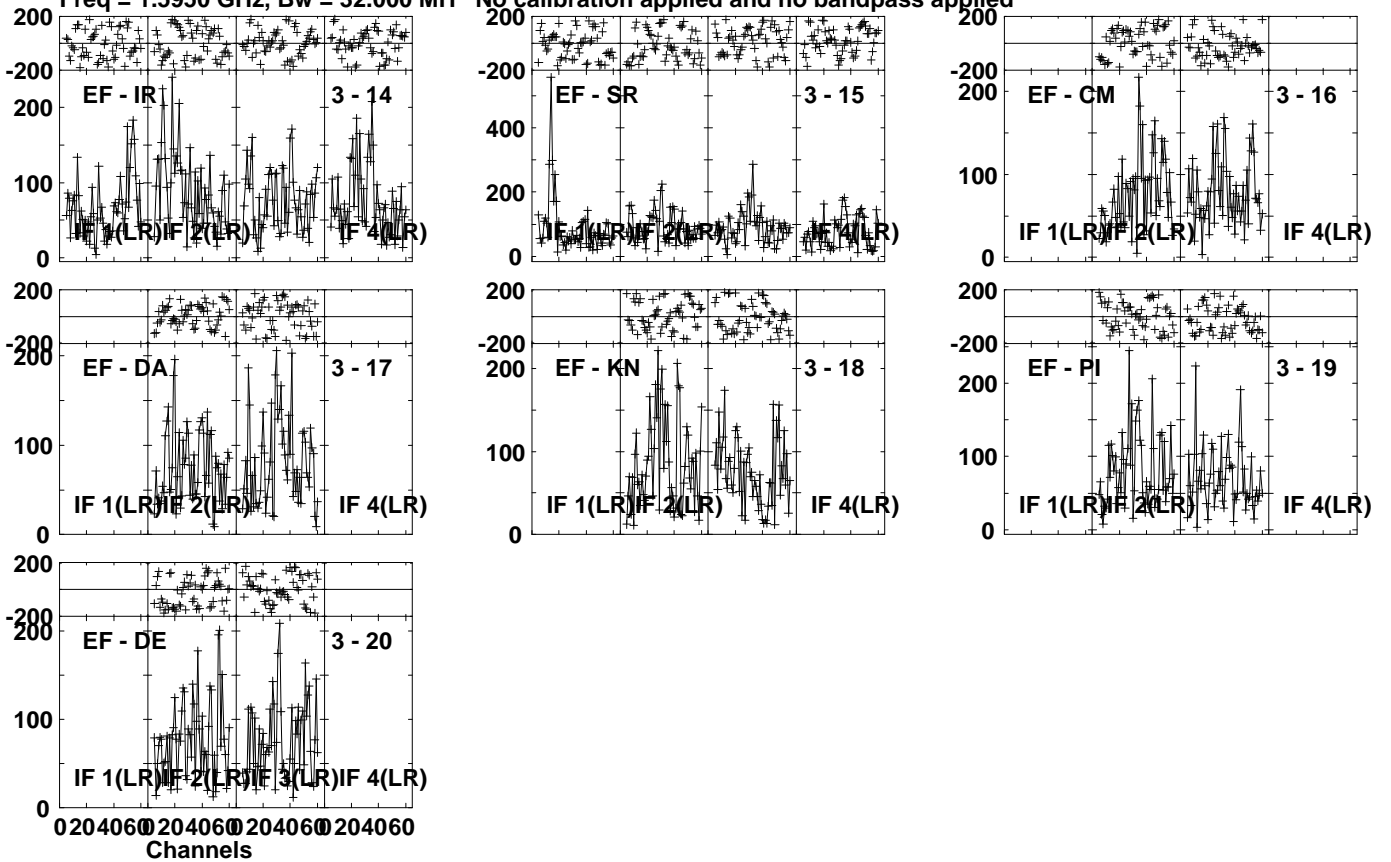 Freq = 1.5950 GHz, Bw = 32.000 MH No calibration applied and no bandpass applied
200
-200
200
100
0
EF - IR
3 - 14
IF 1(LR) IF 2(LR) IF 4(LR)
200
-200
400
200
0
EF - SR
3 - 15
IF 1(LR) IF 2(LR) IF 4(LR)
200
-200
200
100
0
EF - CM
3 - 16
IF 1(LR) IF 2(LR) IF 4(LR)
200
-200
200
100
0
EF - DA
3 - 17
IF 1(LR) IF 2(LR) IF 4(LR)
200
-200
200
100
0
EF - KN
3 - 18
IF 1(LR) IF 2(LR) IF 4(LR)
200
-200
200
100
0
EF - PI
3 - 19
IF 1(LR) IF 2(LR) IF 4(LR)
200
-200
200
100
0
EF - DE
3 - 20
IF 1(LR) IF 2(LR) IF 3(LR) IF 4(LR)
0 20 40 60 0 20 40 60 0 20 40 60 0 20 40 60
Channels